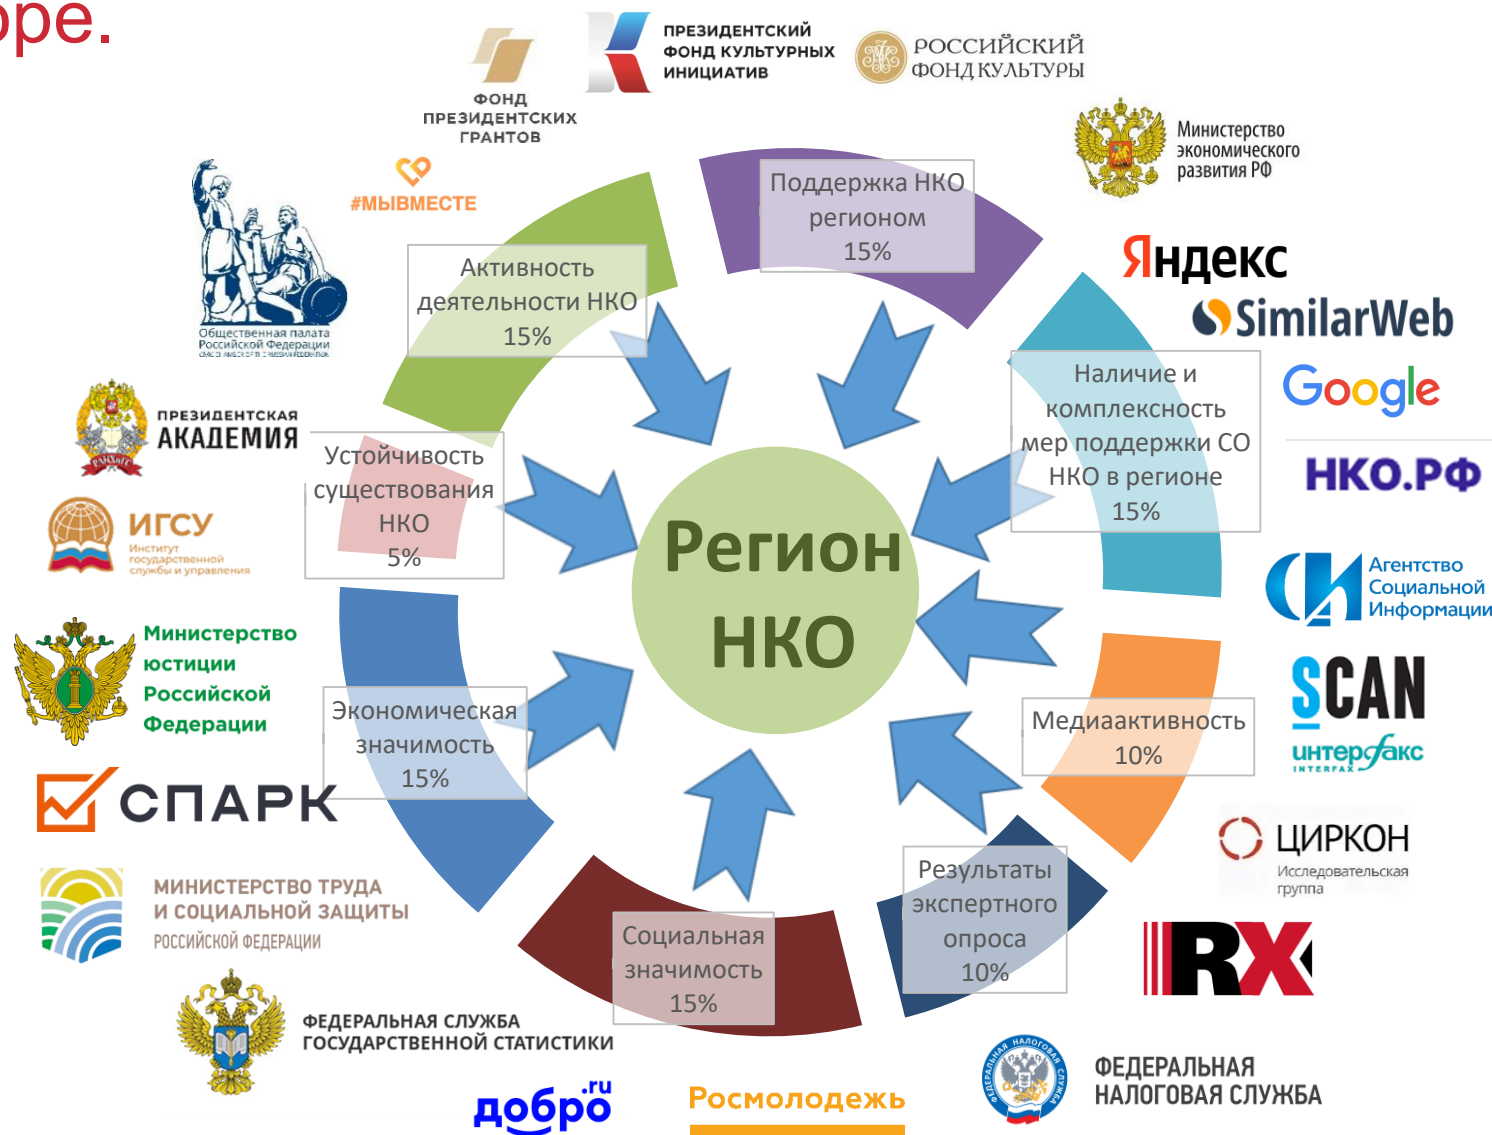 оре.
ФОНД
ПРЕЗИДЕНТСКИХ
ГРАНТОВ
ПРЕЗИДЕНТСКИЙ
ФОНД КУЛЬТУРНЫХ
ИНИЦИАТИВ
РОССИЙСКИЙ
ФОНД КУЛЬТУРЫ
Министерство
экономического
развития РФ
#МЫВМЕСТЕ
Общественная палата
Российской Федерации
Поддержка НКО
регионом
15%
Активность
деятельности НКО
15%
Яндекс
SimilarWeb
Google
НКО.РФ
Наличие и
комплексность
мер поддержки СО
НКО в регионе
15%
ПРЕЗИДЕНТСКАЯ
АКАДЕМИЯ
РАНХиГС
Устойчивость
существования
НКО
5%
ИГСУ
Институт
государственной
службы и управления
Регион
НКО
Агентство
Социальной
Информации
Министерство
юстиции
Российской
Федерации
Экономическая
значимость
15%
Медиаактивность
10%
SCAN
интерфакс
INTERFAX
СПАРК
ЦИРКОН
Исследовательская
группа
МИНИСТЕРСТВО ТРУДА
И СОЦИАЛЬНОЙ ЗАЩИТЫ
РОССИЙСКОЙ ФЕДЕРАЦИИ
Результаты
экспертного
опроса
10%
Социальная
значимость
15%
RX
ФЕДЕРАЛЬНАЯ СЛУЖБА
ГОСУДАРСТВЕННОЙ СТАТИСТИКИ
добро.ru
Росмолодежь
ФЕДЕРАЛЬНАЯ НАЛОГОВАЯ СЛУЖБА
ФЕДЕРАЛЬНАЯ
НАЛОГОВАЯ СЛУЖБА